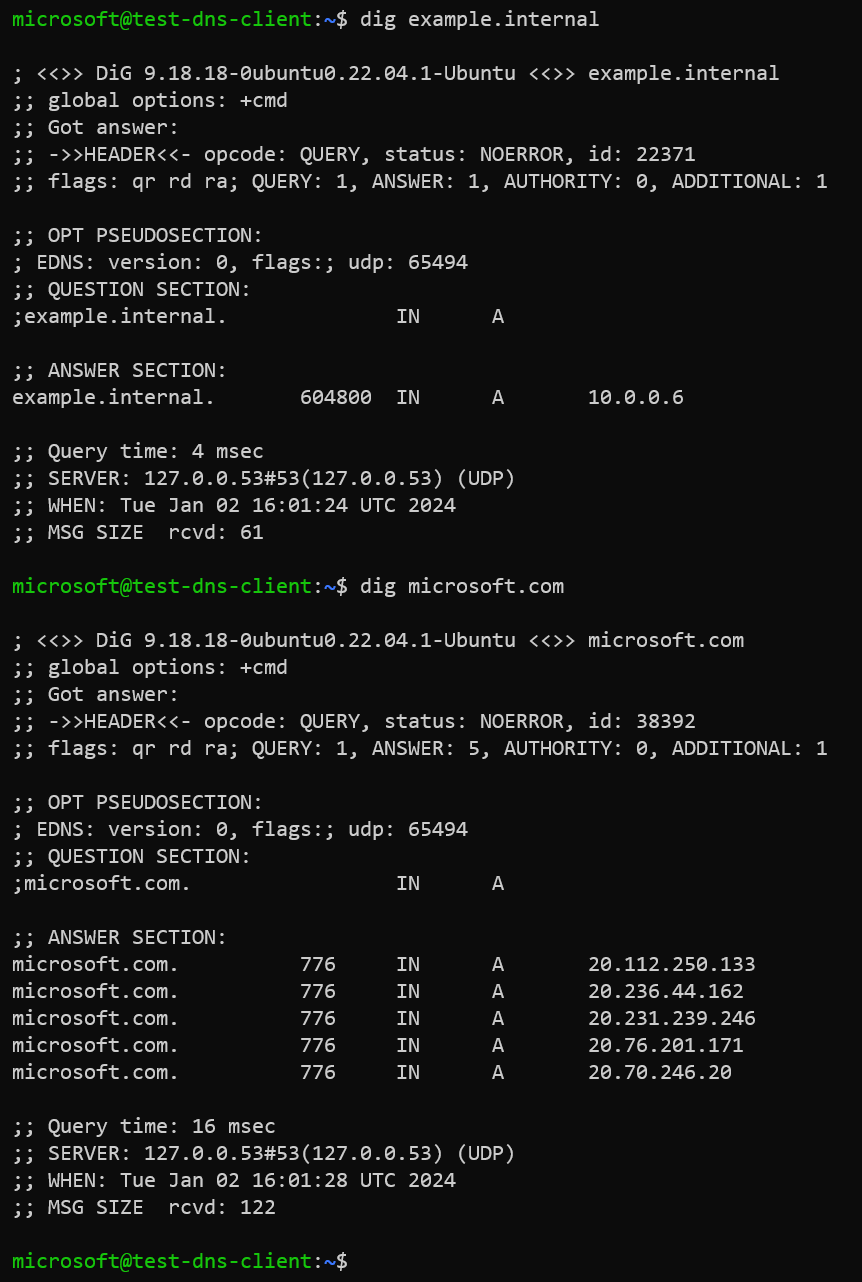 microsoft@test-dns-client:~$ dig example.internal

; <<>> DiG 9.18.18-0ubuntu0.22.04.1-Ubuntu <<>> example.internal
;; global options: +cmd
;; Got answer:
;; ->>HEADER<<- opcode: QUERY, status: NOERROR, id: 22371
;; flags: qr rd ra; QUERY: 1, ANSWER: 1, AUTHORITY: 0, ADDITIONAL: 1

;; OPT PSEUDOSECTION:
; EDNS: version: 0, flags:; udp: 65494
;; QUESTION SECTION:
;example.internal.              IN      A

;; ANSWER SECTION:
example.internal.       604800  IN      A       10.0.0.6

;; Query time: 4 msec
;; SERVER: 127.0.0.53#53(127.0.0.53) (UDP)
;; WHEN: Tue Jan 02 16:01:24 UTC 2024
;; MSG SIZE  rcvd: 61

microsoft@test-dns-client:~$ dig microsoft.com

; <<>> DiG 9.18.18-0ubuntu0.22.04.1-Ubuntu <<>> microsoft.com
;; global options: +cmd
;; Got answer:
;; ->>HEADER<<- opcode: QUERY, status: NOERROR, id: 38392
;; flags: qr rd ra; QUERY: 1, ANSWER: 5, AUTHORITY: 0, ADDITIONAL: 1

;; OPT PSEUDOSECTION:
; EDNS: version: 0, flags:; udp: 65494
;; QUESTION SECTION:
;microsoft.com.                 IN      A

;; ANSWER SECTION:
microsoft.com.          776     IN      A       20.112.250.133
microsoft.com.          776     IN      A       20.236.44.162
microsoft.com.          776     IN      A       20.231.239.246
microsoft.com.          776     IN      A       20.76.201.171
microsoft.com.          776     IN      A       20.70.246.20

;; Query time: 16 msec
;; SERVER: 127.0.0.53#53(127.0.0.53) (UDP)
;; WHEN: Tue Jan 02 16:01:28 UTC 2024
;; MSG SIZE  rcvd: 122

microsoft@test-dns-client:~$